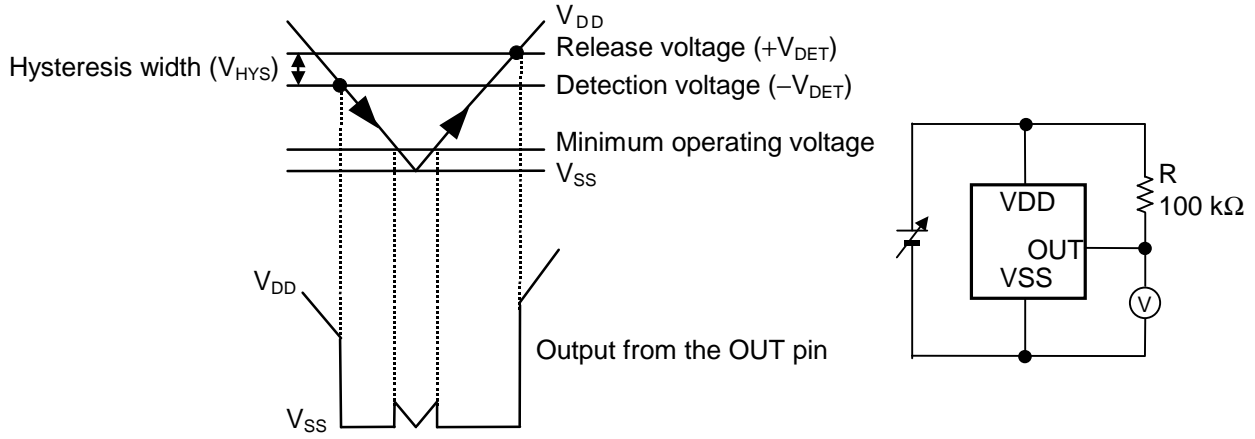 V_DD
Release voltage (+V_DET)
Hysteresis width (V_HYS)
Detection voltage (−V_DET)
Minimum operating voltage
V_SS
V_DD
Output from the OUT pin
V_SS
R
100 kΩ
VDD
OUT
VSS
V